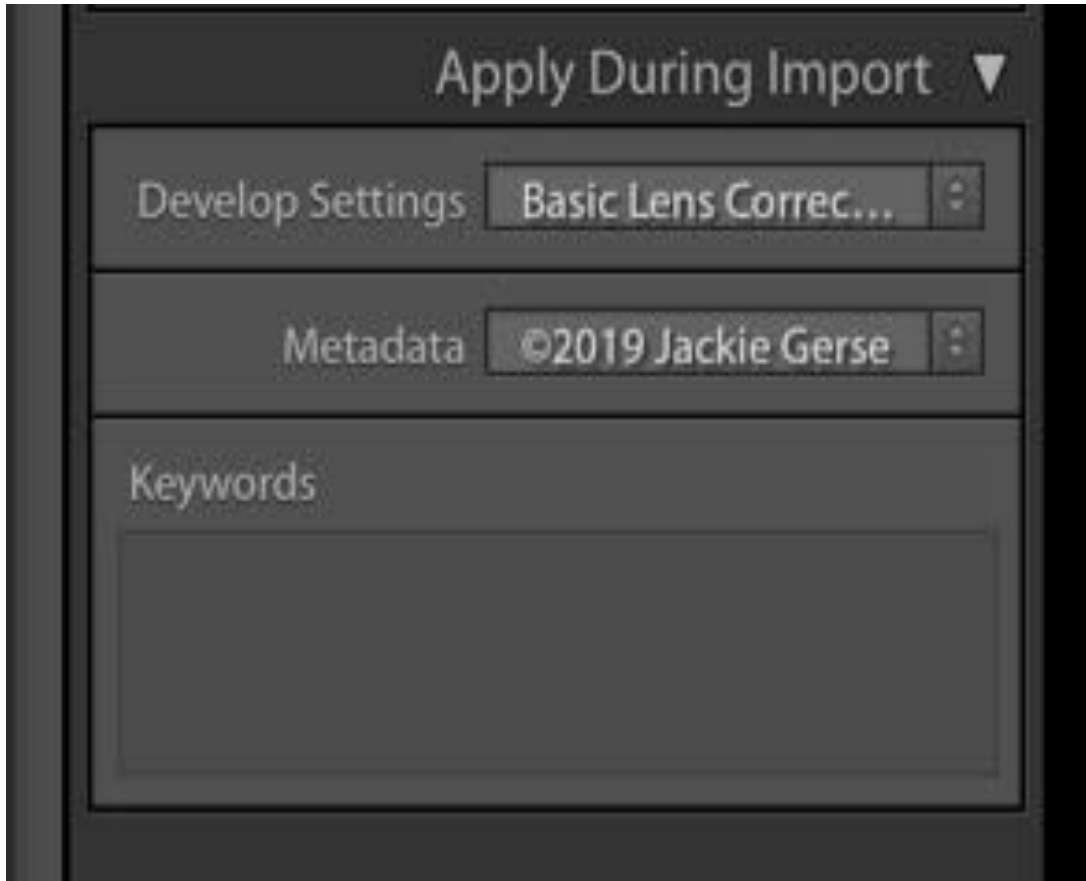 Apply During Import
Develop Settings Basic Lens Correc...
Metadata ©2019 Jackie Gerse
Keywords